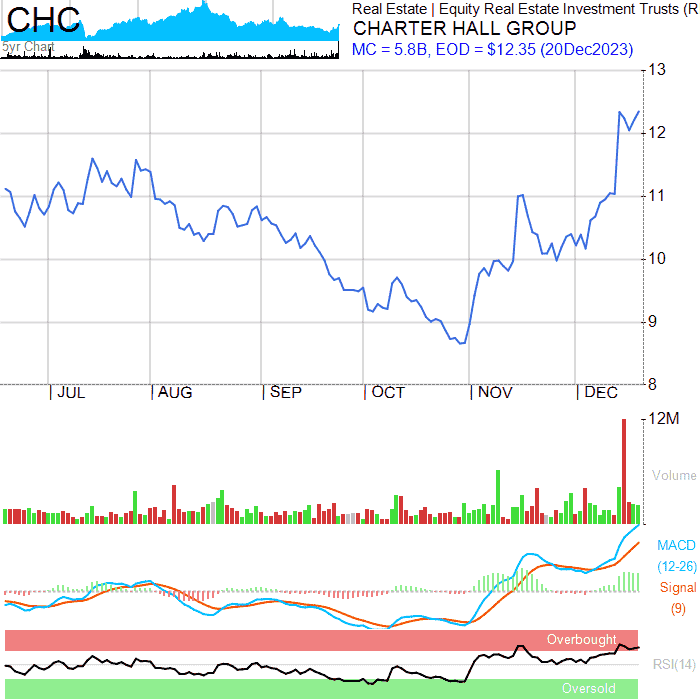 CHC
5yr Chart
Real Estate | Equity Real Estate Investment Trusts (R
CHARTER HALL GROUP
MC = 5.8B, EOD = $12.35 (20Dec2023)
13
12
11
10
9
8
JUL AUG SEP OCT NOV DEC
12M
Volume
MACD
(12-26)
Signal
(9)
Overbought
RSI(14)
Oversold